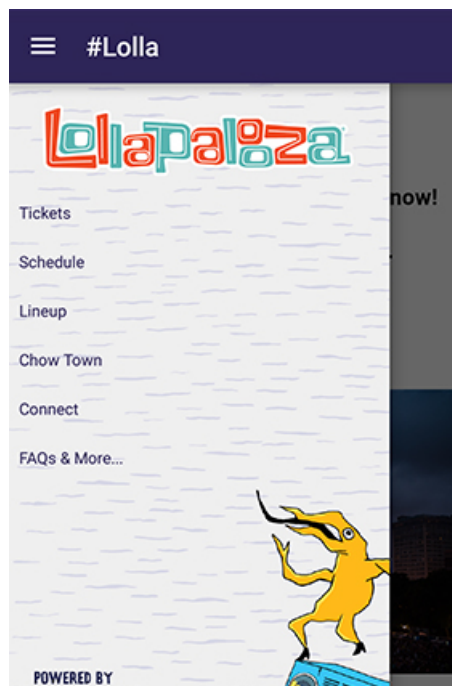 #Lolla
Lollapalooza
now!
Tickets
Schedule
Lineup
Chow Town
Connect
FAQs & More...
POWERED BY